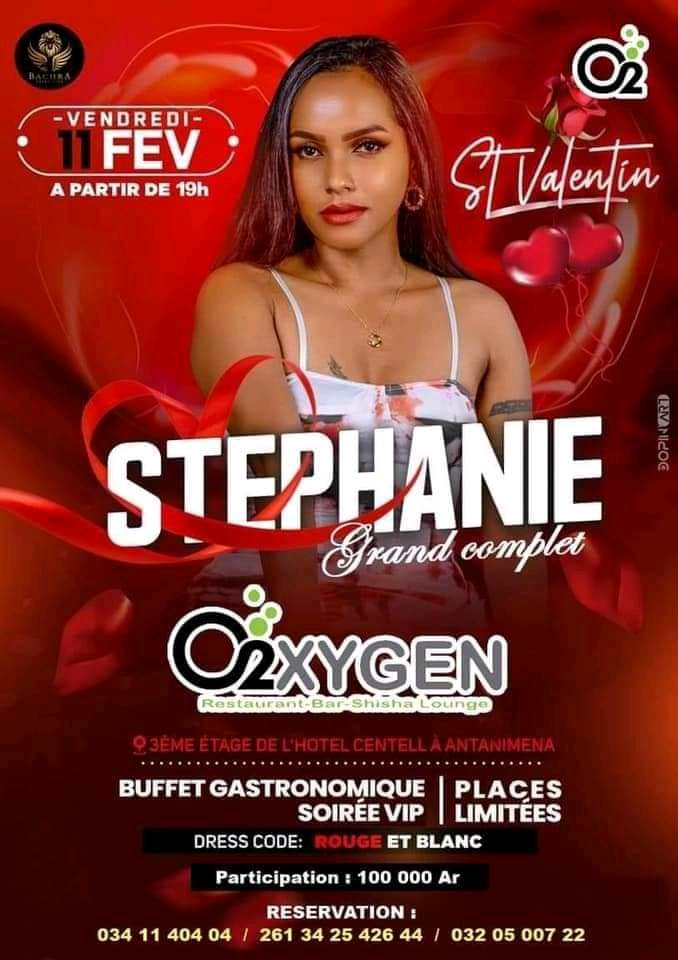 BACHRA
-VENDREDI-
11 FEV
A PARTIR DE 19h
O2
St Valentin
DOPIN ART
STEPHANIE
Grand complet
O2XYGEN
Restaurant-Bar-Shisha Lounge
3ÈME ÉTAGE DE L'HOTEL CENTELL À ANTANIMENA
BUFFET GASTRONOMIQUE
SOIRÉE VIP
PLACES
LIMITÉES
DRESS CODE: ROUGE ET BLANC
Participation : 100 000 Ar
RESERVATION :
034 11 404 04 / 261 34 25 426 44 / 032 05 007 22